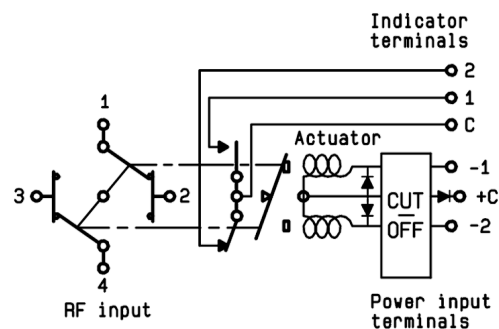 Indicator
terminals
2
1
C
1
Actuator
-1
3
2
CUT
OFF
+C
-2
4
RF input
Power input
terminals